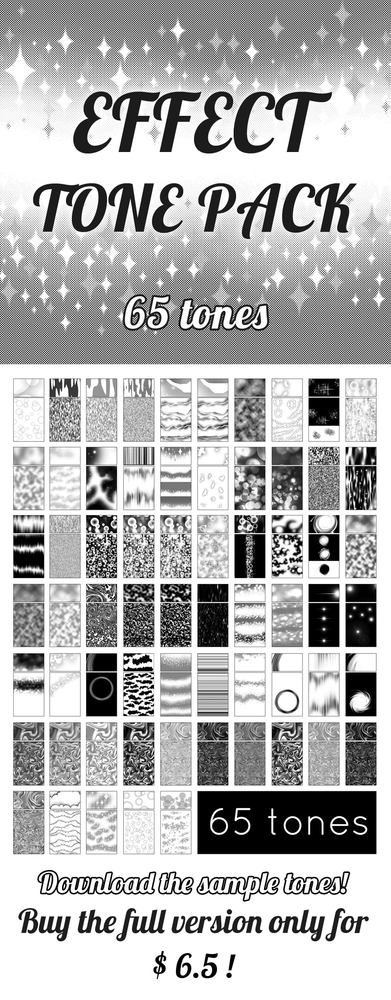 EFFECT
TONE PACK
65 tones
65 tones
Download the sample tones!
Buy the full version only for
$ 6.5 !